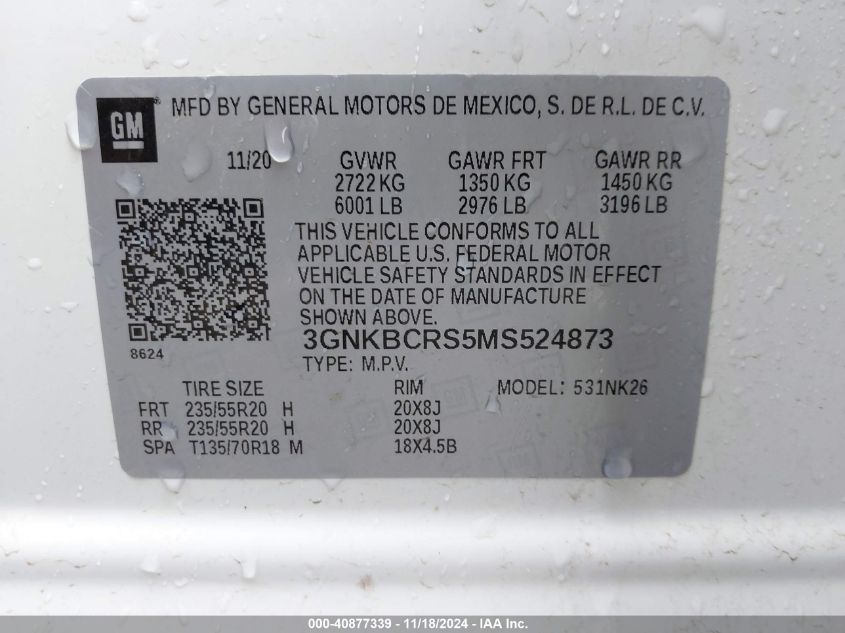 GM
MFD BY GENERAL MOTORS DE MEXICO, S. DE R.L. DE C.V.
11/20 GVWR GAWR FRT GAWR RR
2722 KG 1350 KG 1450 KG
6001 LB 2976 LB 3196 LB
THIS VEHICLE CONFORMS TO ALL
APPLICABLE U.S. FEDERAL MOTOR
VEHICLE SAFETY STANDARDS IN EFFECT
ON THE DATE OF MANUFACTURE
SHOWN ABOVE.
3GNKBCRS5MS524873
8624
TYPE: M.P.V.
TIRE SIZE RIM MODEL: 531NK26
FRT 235/55R20 H 20X8J
RR 235/55R20 H 20X8J
SPA T135/70R18 M 18X4.5B
000-40877339 - 11/18/2024 - IAA Inc.